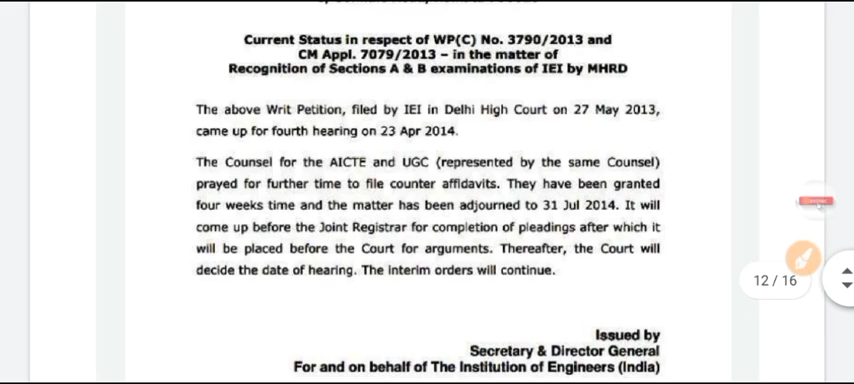 Current Status in respect of WP(C) No. 3790/2013 and
CM Appl. 7079/2013 – in the matter of
Recognition of Sections A & B examinations of IEI by MHRD
The above Writ Petition, filed by IEI in Delhi High Court on 27 May 2013,
came up for fourth hearing on 23 Apr 2014.
The Counsel for the AICTE and UGC (represented by the same Counsel)
prayed for further time to file counter affidavits. They have been granted
four weeks time and the matter has been adjourned to 31 Jul 2014. It will
come up before the Joint Registrar for completion of pleadings after which it
will be placed before the Court for arguments. Thereafter, the Court will
decide the date of hearing. The interim orders will continue.
12 / 16
Issued by
Secretary & Director General
For and on behalf of The Institution of Engineers (India)